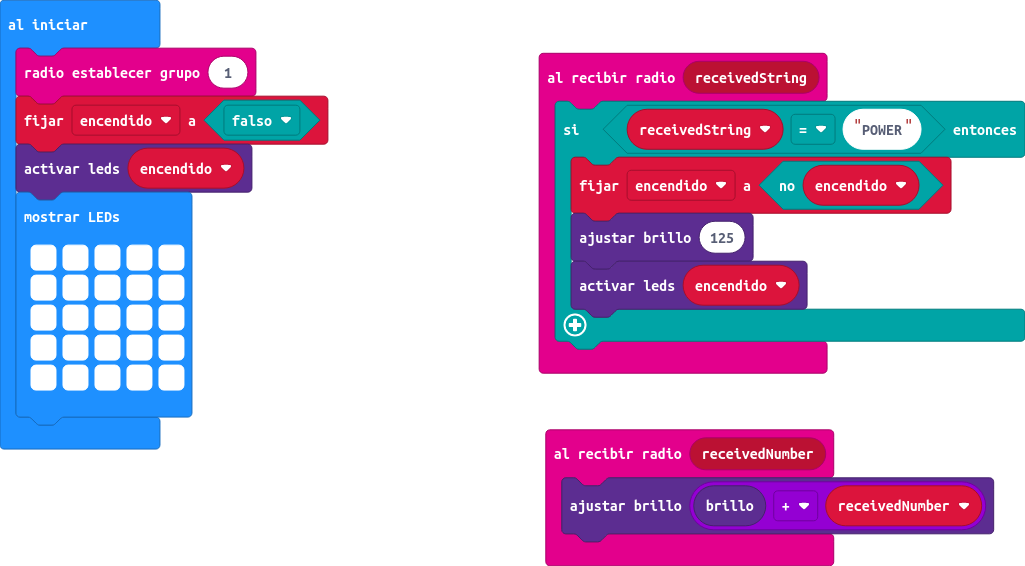 al iniciar
radio establecer grupo 1
fijar encendido a falso
activar leds encendido
mostrar LEDs
al recibir radio receivedString
si receivedString = "POWER" entonces
fijar encendido a no encendido
ajustar brillo 125
activar leds encendido
al recibir radio receivedNumber
ajustar brillo brillo + receivedNumber